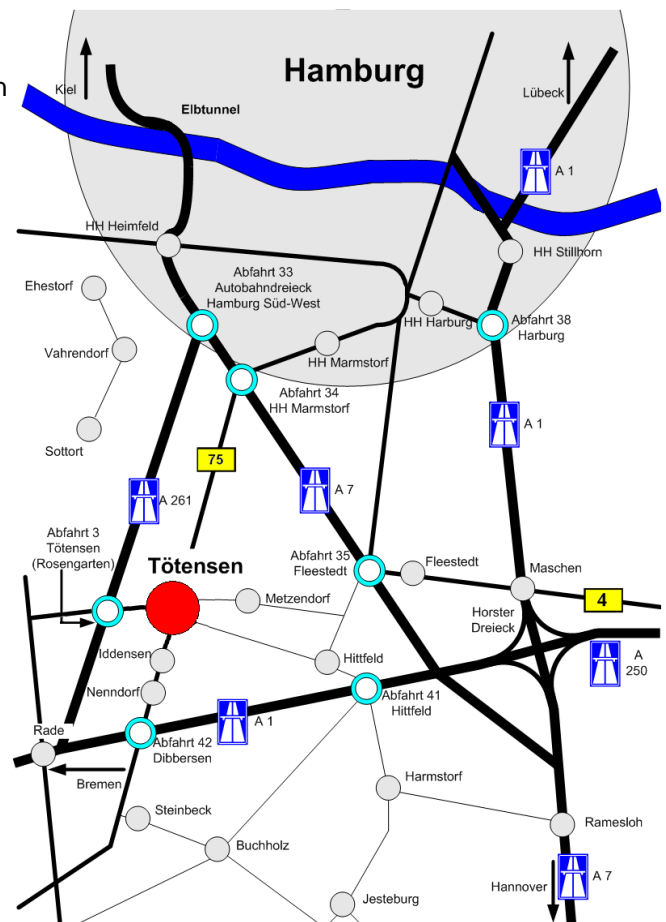 Hamburg
n
Kiel
Lübeck
Elbtunnel
A 1
HH Heimfeld
HH Stillhorn
Abfahrt 33
Autobahndreieck
Hamburg Süd-West
Ehestorf
HH Harburg
Abfahrt 38
Harburg
Vahrendorf
HH Marmstorf
Abfahrt 34
HH Marmstorf
A 1
Sottort
75
A 7
A 261
Abfahrt 3
Tötensen
(Rosengarten)
Abfahrt 35
Fleestedt
Fleestedt
Maschen
Tötensen
Metzendorf
4
Horster
Dreieck
Iddensen
Hittfeld
A
250
Nenndorf
Abfahrt 41
Hittfeld
A 1
Rade
Abfahrt 42
Dibbersen
Bremen
Harmstorf
Steinbeck
Ramesloh
Buchholz
Hannover
A 7
Jesteburg